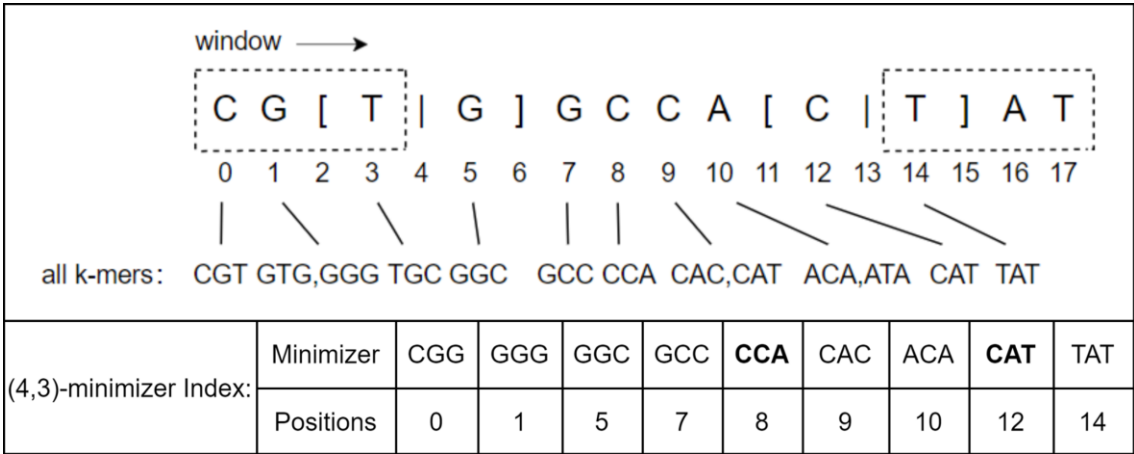 window
C G [ T | G ] G C C A [ C | T ] A T
0 1 2 3 4 5 6 7 8 9 10 11 12 13 14 15 16 17
all k-mers: CGT GTG,GGG TGC GGC GCC CCA CAC,CAT ACA,ATA CAT TAT
(4,3)-minimizer Index:
Minimizer CGG GGG GGC GCC CCA CAC ACA CAT TAT
Positions 0 1 5 7 8 9 10 12 14